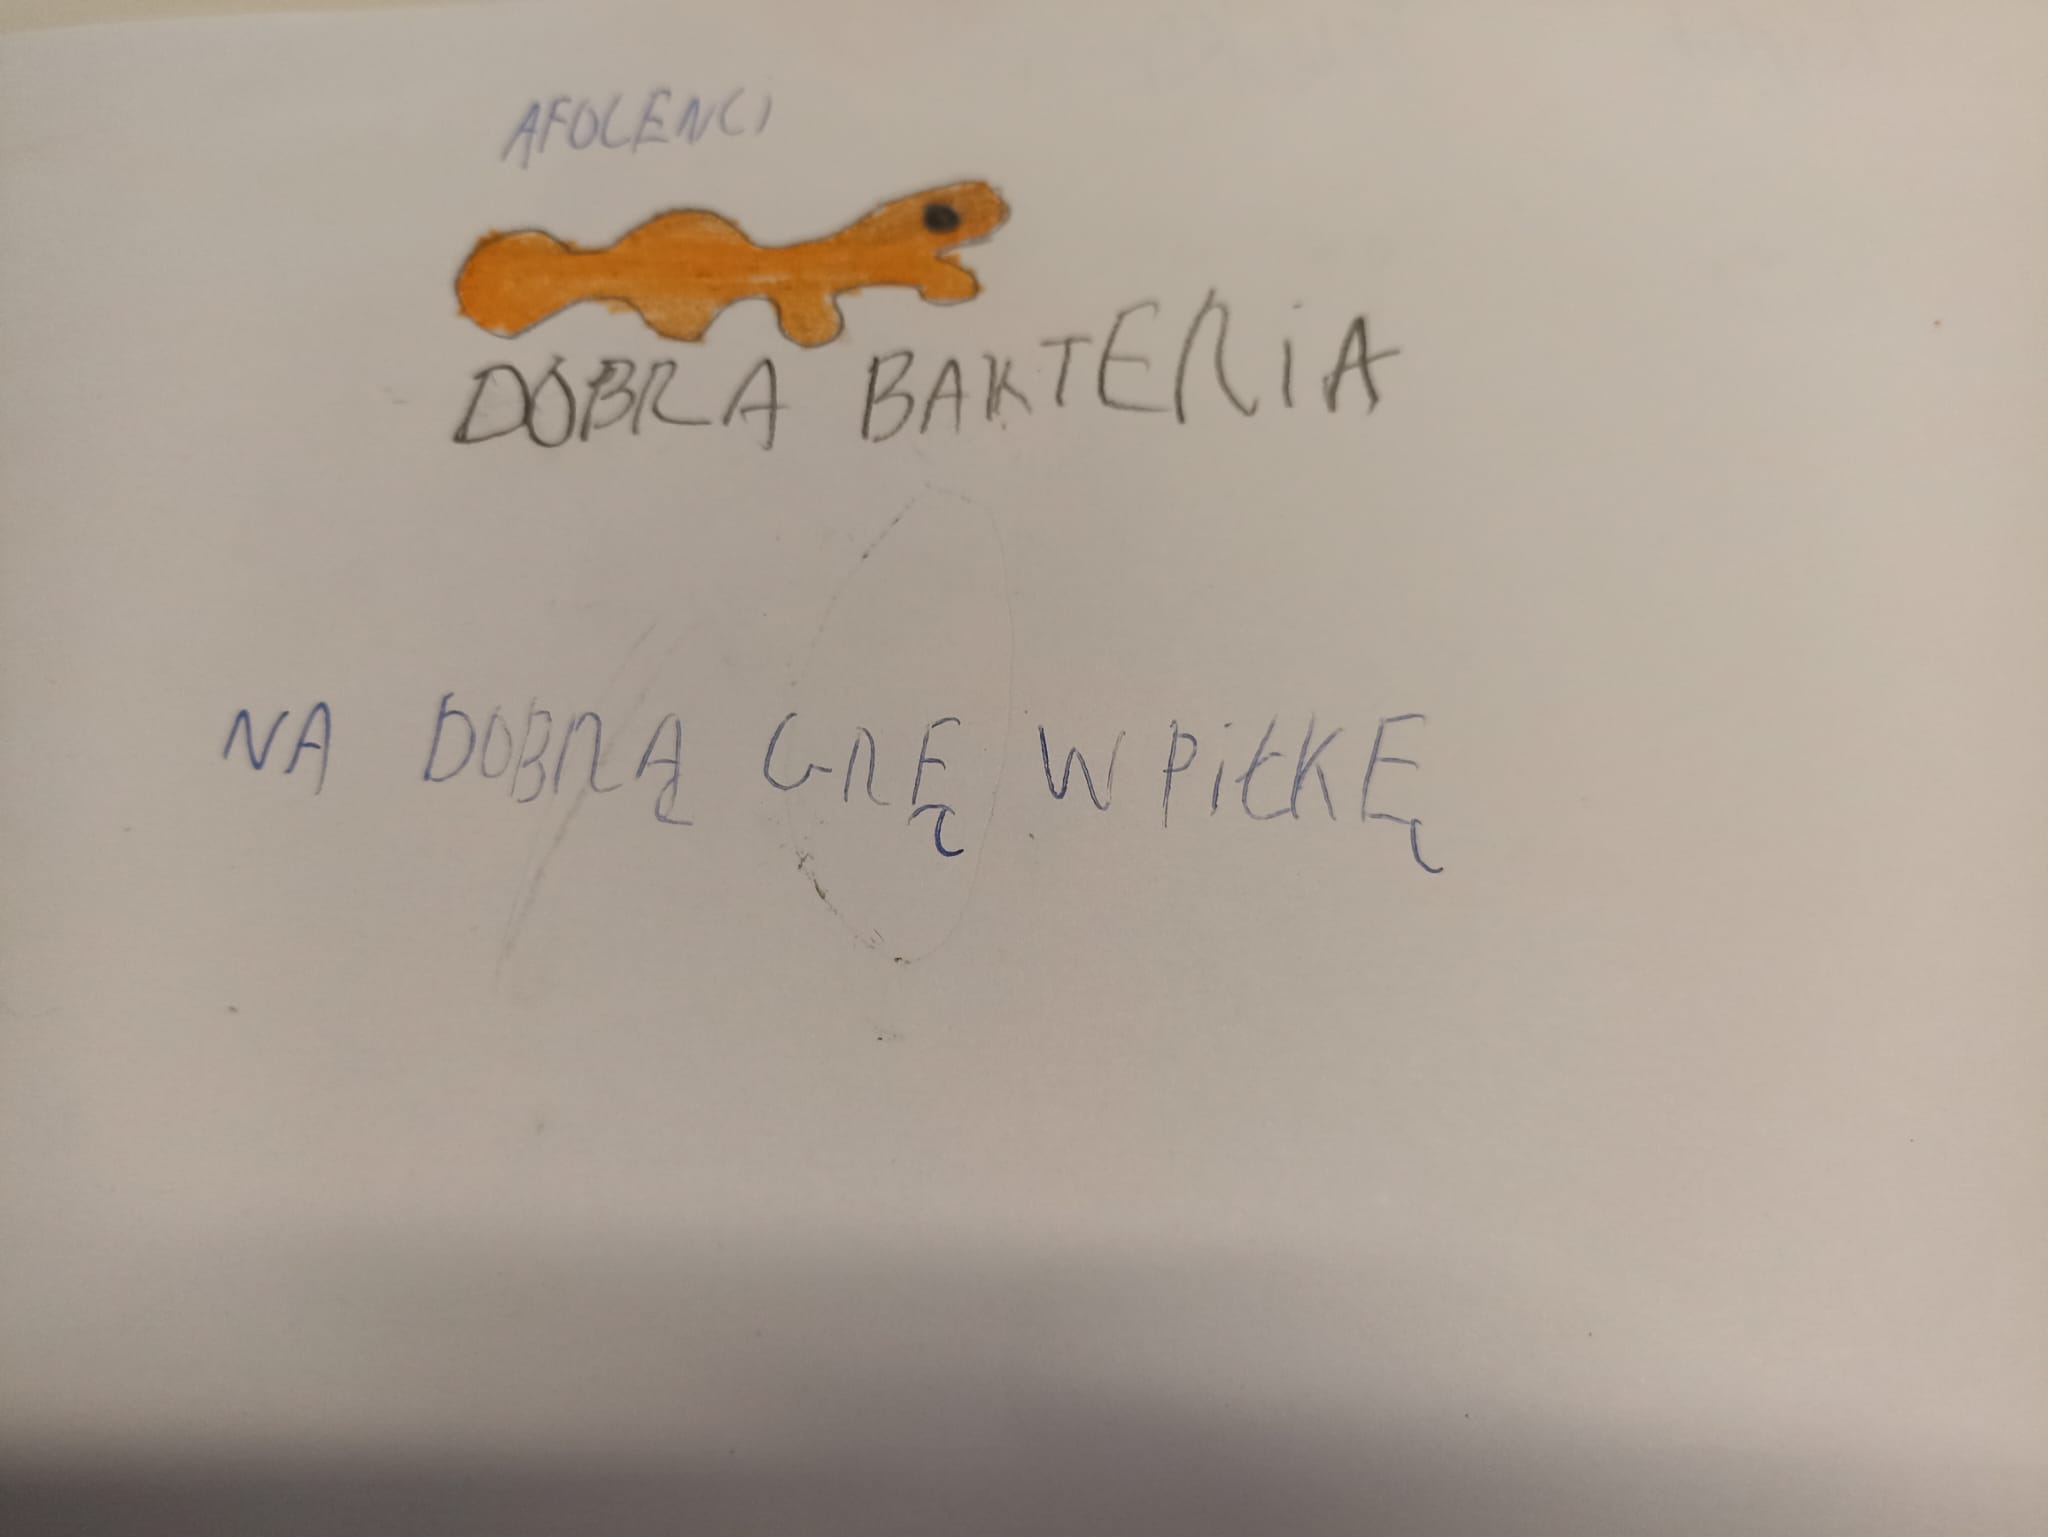 AFOLENCI
DOBRA BAKTERiA
NA DOBRĄ GRĘ W PiŁKĘ